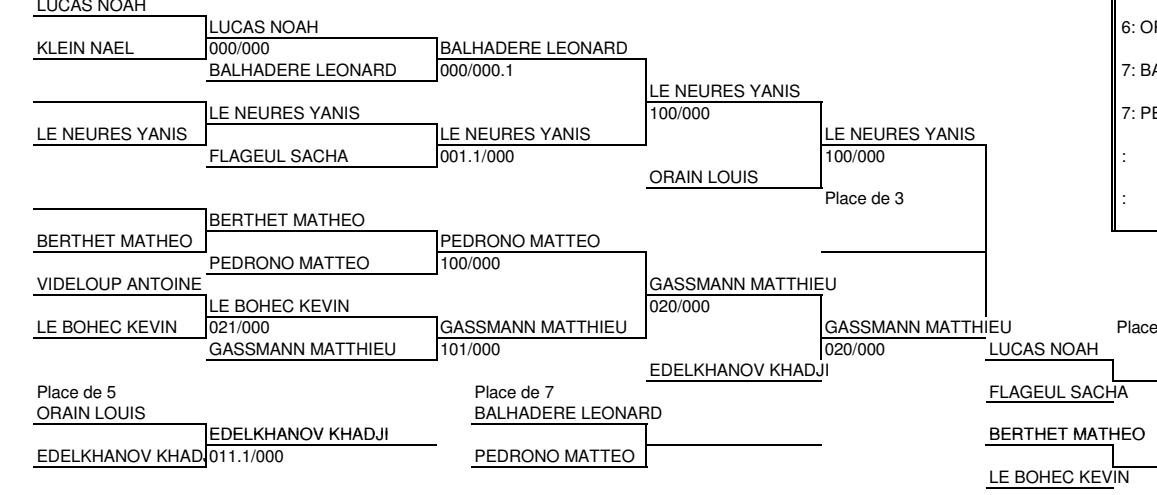 LUCAS NOAH
LUCAS NOAH
KLEIN NAEL
000/000
BALHADERE LEONARD
BALHADERE LEONARD
000/000.1
LE NEURES YANIS
LE NEURES YANIS
100/000
LE NEURES YANIS
LE NEURES YANIS
LE NEURES YANIS
FLAGEUL SACHA
001.1/000
100/000
ORAIN LOUIS
Place de 3
BERTHET MATHEO
BERTHET MATHEO
PEDRONO MATTEO
PEDRONO MATTEO
100/000
VIDELOUP ANTOINE
GASSMANN MATTHIEU
LE BOHEC KEVIN
020/000
LE BOHEC KEVIN
021/000
GASSMANN MATTHIEU
GASSMANN MATTHIEU
GASSMANN MATTHIEU
101/000
020/000
EDELKHANOV KHADJI
Place de 5
ORAIN LOUIS
EDELKHANOV KHADJI
EDELKHANOV KHADJ
011.1/000
Place de 7
BALHADERE LEONARD
PEDRONO MATTEO
6: OR
7: BA
7: PE
:
:
Place
LUCAS NOAH
FLAGEUL SACHA
BERTHET MATHEO
LE BOHEC KEVIN